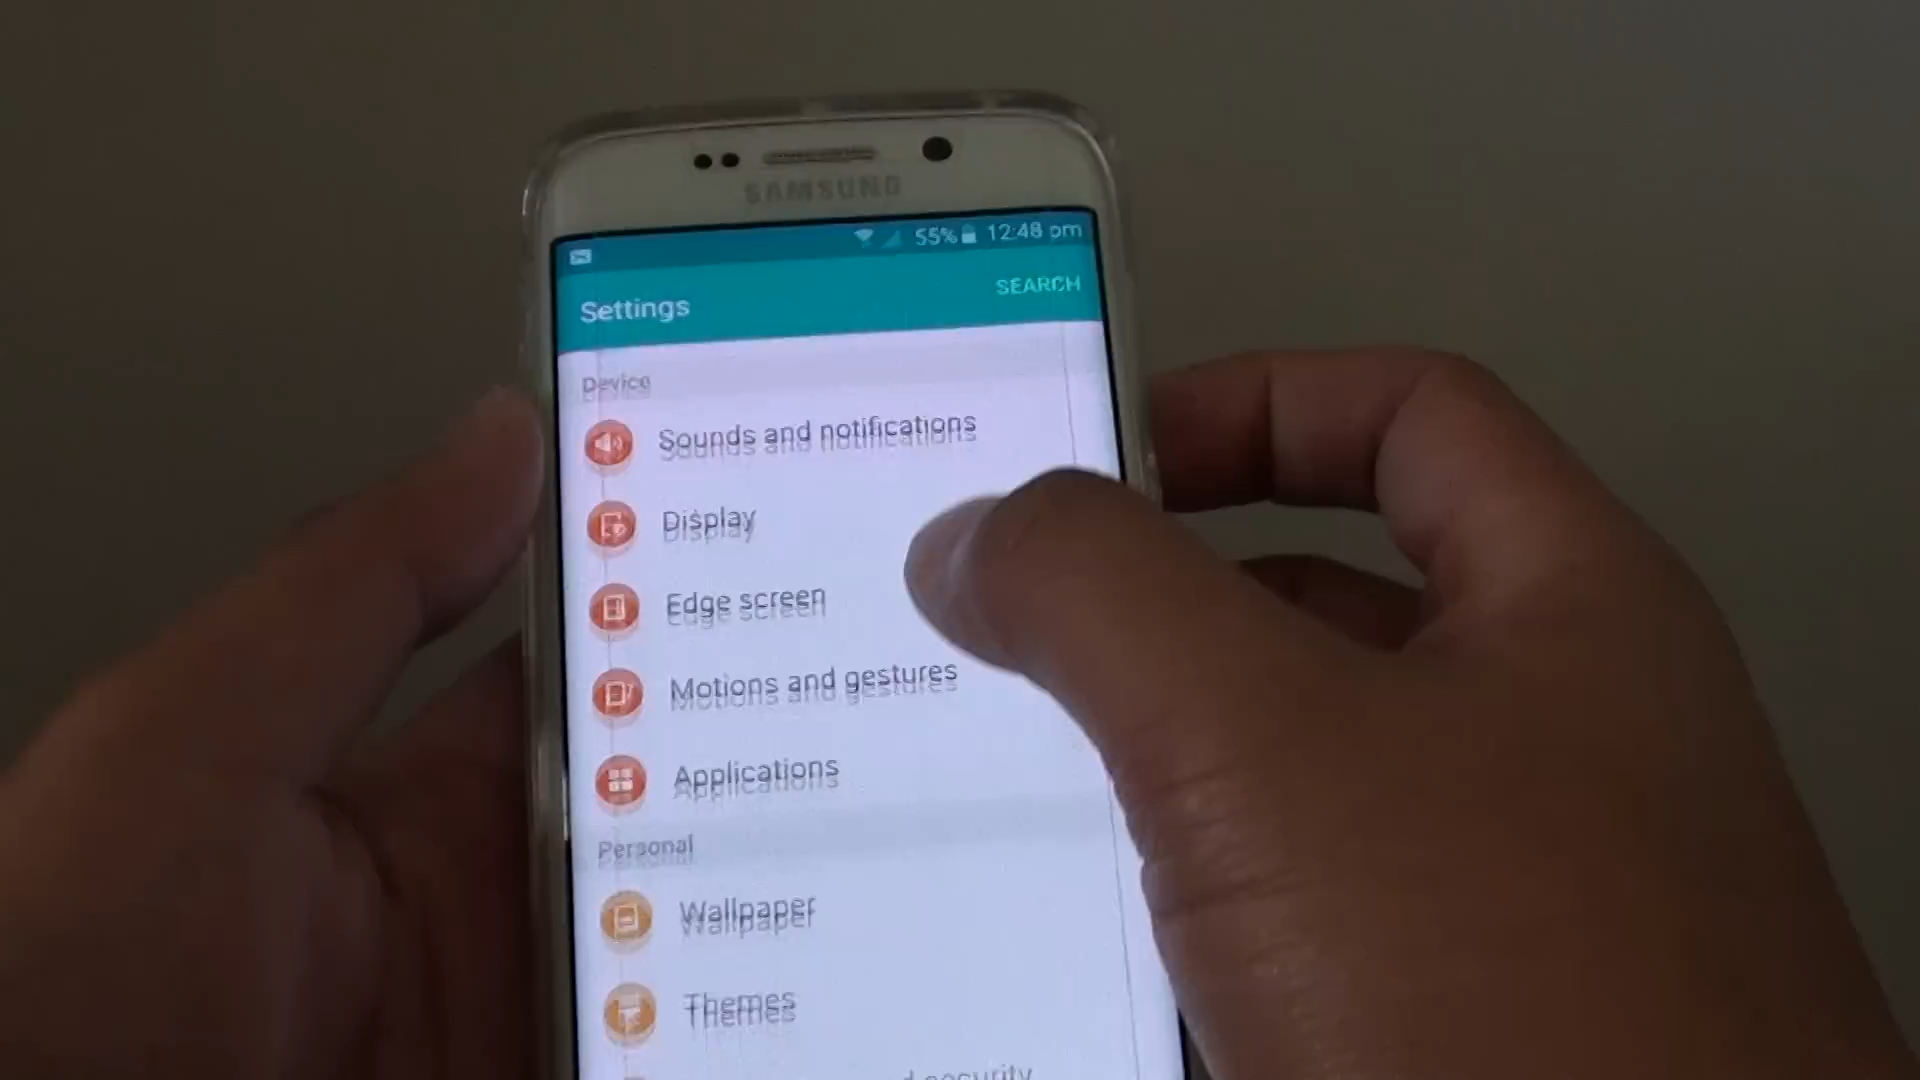 SAMSUNG
55% 12:48 pm
Settings
SEARCH
Device
Sounds and notifications
Display
Edge screen
Motions and gestures
Applications
Personal
Wallpaper
Themes
security